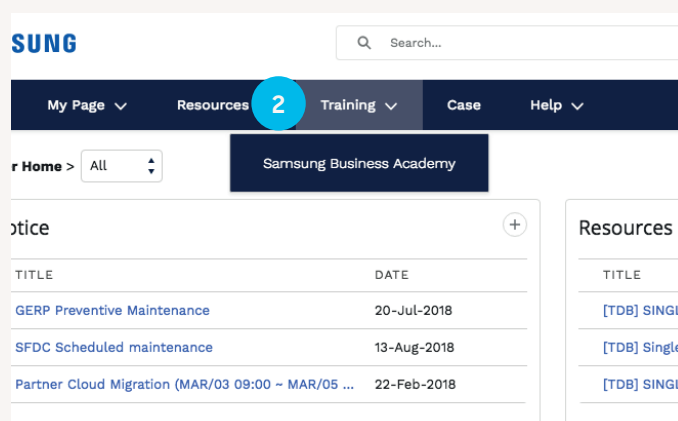 SUNG
Search...
My Page Resources 2 Training Case Help
r Home > All
Samsung Business Academy
otice + Resources
TITLE DATE TITLE
GERP Preventive Maintenance 20-Jul-2018 [TDB] SINGL
SFDC Scheduled maintenance 13-Aug-2018 [TDB] Single
Partner Cloud Migration (MAR/03 09:00 ~ MAR/05 ... 22-Feb-2018 [TDB] SINGL